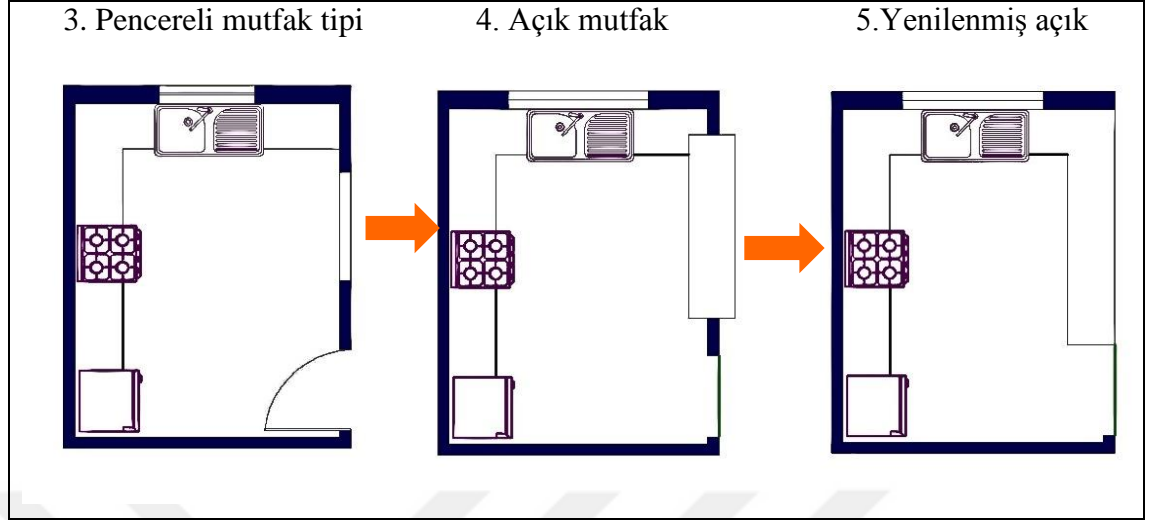 3. Pencereli mutfak tipi
4. Açık mutfak
5.Yenilenmiş açık